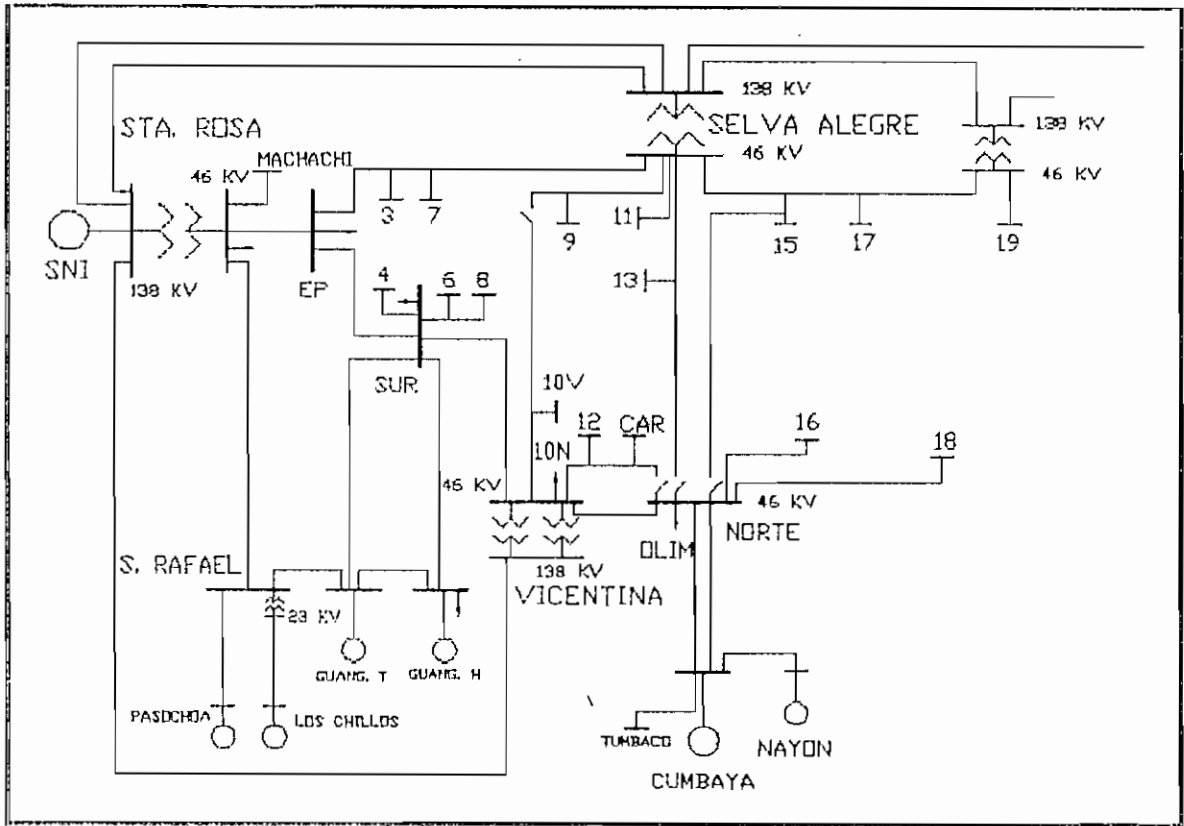 138 KV
STA. ROSA
SELVA ALEGRE
138 KV
MACHACHI
46 KV
46 KV
46 KV
3
7
9
11
15
17
19
SNI
138 KV
EP
13
4
6
8
SUR
10V
12
CAR
16
18
10N
46 KV
46 KV
NORTE
OLIM
S. RAFAEL
138 KV
VICENTINA
23 KV
GUANG. T
GUANG. H
PASOCHOA
LOS CHILLOS
TUMBACO
NAYON
CUMBAYA